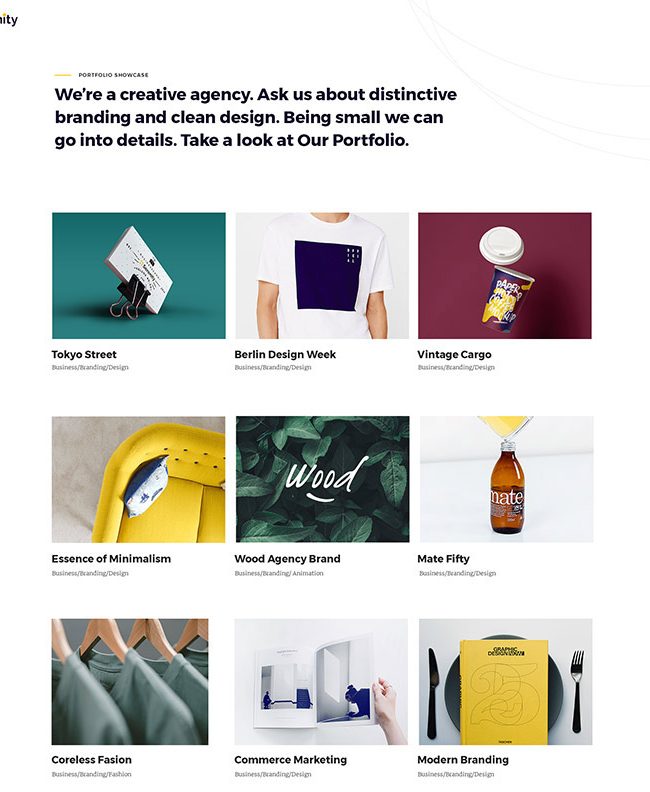 PORTFOLIO SHOWCASE
We're a creative agency. Ask us about distinctive
branding and clean design. Being small we can
go into details. Take a look at Our Portfolio.
Tokyo Street
Business/Branding/Design
Berlin Design Week
Business/Branding/Design
PAPER
Vintage Cargo
Business/Branding/Design
Essence of Minimalism
Business/Branding/Design
Wood
Wood Agency Brand
Business/Branding/ Animation
mate
Mate Fifty
Business/Branding/Design
Coreless Fasion
Business/Branding/Fashion
Commerce Marketing
Business/Branding/Design
GRAPHIC
DESIGN NOW!
25
TASCHEN
Modern Branding
Business/Branding/Design